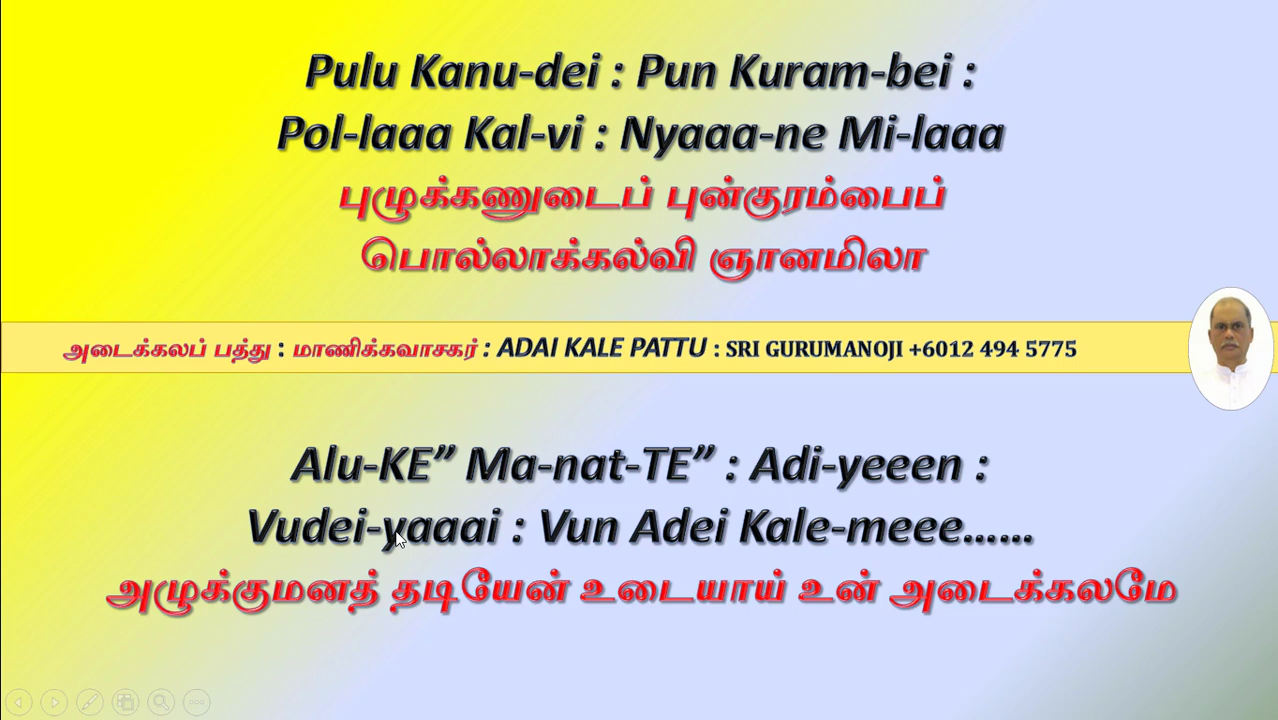 Pulu Kanu-dei : Pun Kuram-bei :
Pol-laaa Kal-vi : Nyaaa-ne Mi-laaa
புழுக்கணுடைப் புன்குரம்பைப்
பொல்லாக்கல்வி ஞானமிலா
அடைக்கலப் பத்து : மாணிக்கவாசகர் : ADAI KALE PATTU : SRI GURUMANOJI +6012 494 5775
Alu-KE” Ma-nat-TE” : Adi-yeeen :
Vudei-yaaai : Vun Adei Kale-meee......
அழுக்குமனத் தடியேன் உடையாய் உன் அடைக்கலமே